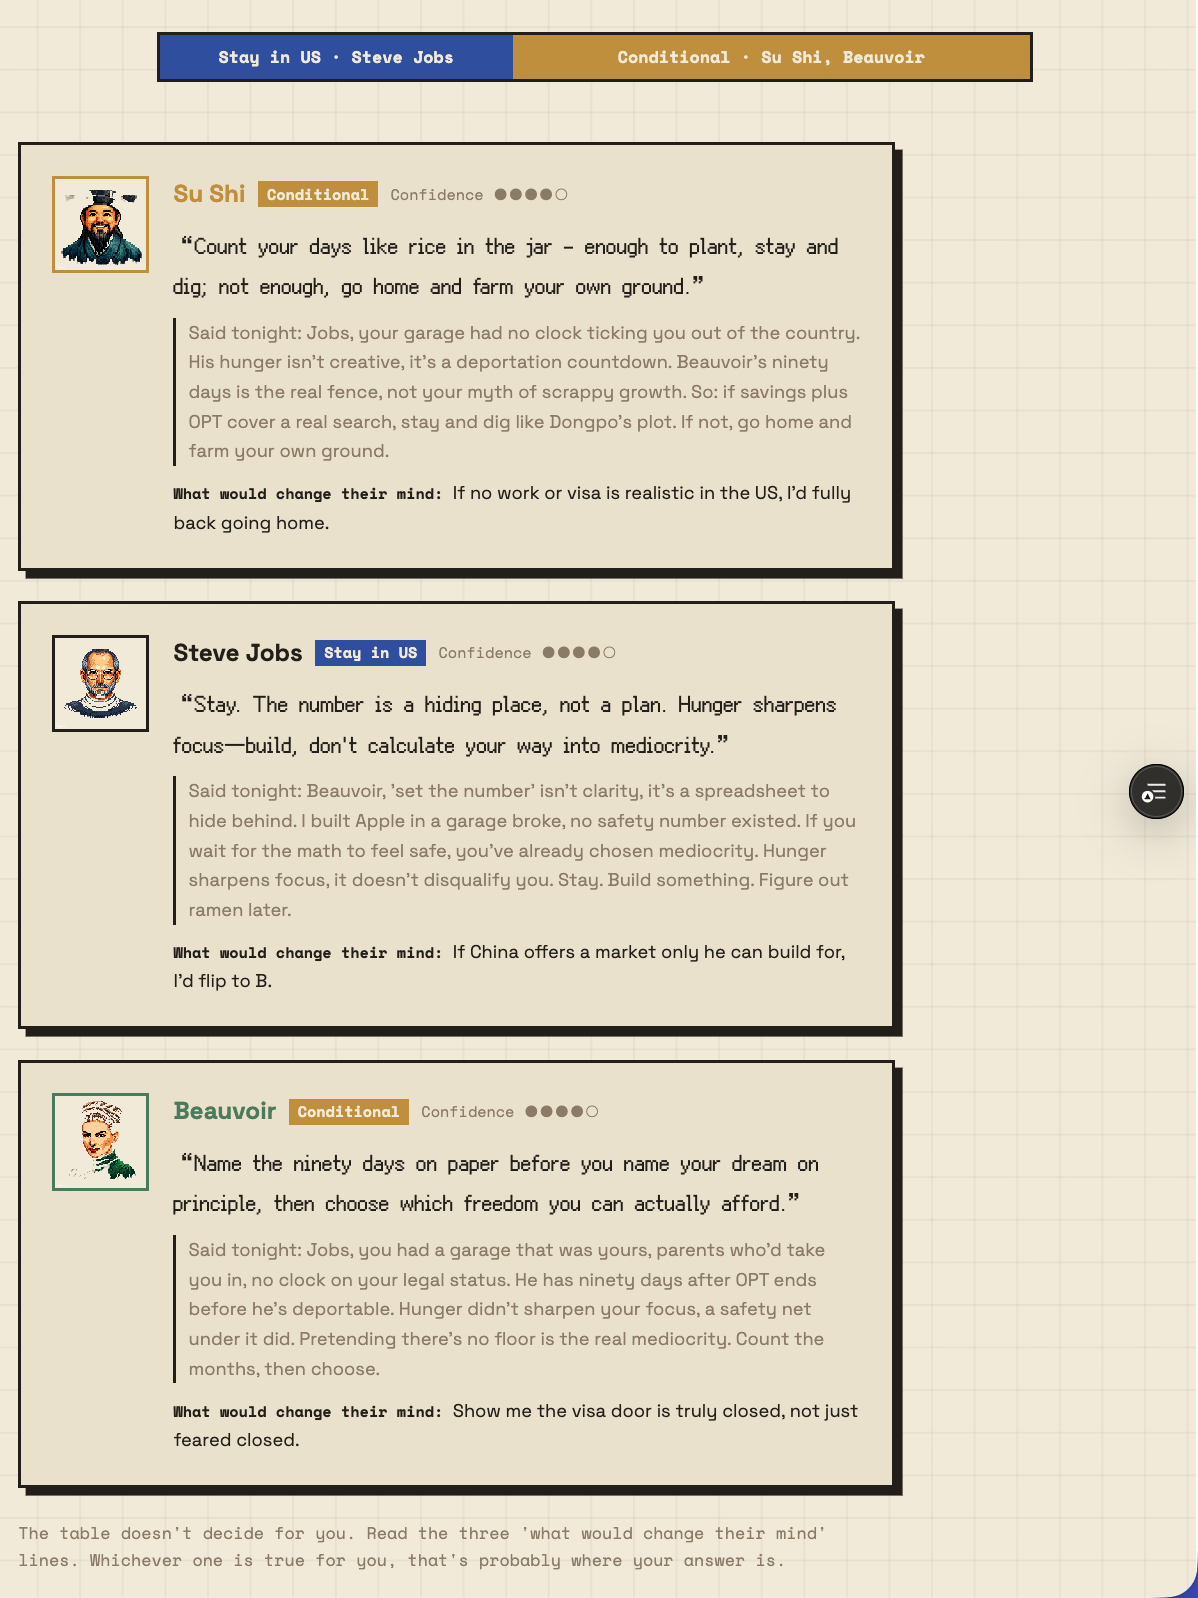 Stay in US · Steve Jobs
Conditional · Su Shi, Beauvoir
Su Shi Conditional Confidence ●●●●○
“Count your days like rice in the jar – enough to plant, stay and
dig; not enough, go home and farm your own ground.”
Said tonight: Jobs, your garage had no clock ticking you out of the country.
His hunger isn’t creative, it’s a deportation countdown. Beauvoir’s ninety
days is the real fence, not your myth of scrappy growth. So: if savings plus
OPT cover a real search, stay and dig like Dongpo’s plot. If not, go home and
farm your own ground.
What would change their mind: If no work or visa is realistic in the US, I’d fully
back going home.
Steve Jobs Stay in US Confidence ●●●●○
“Stay. The number is a hiding place, not a plan. Hunger sharpens
focus—build, don't calculate your way into mediocrity.”
Said tonight: Beauvoir, ’set the number’ isn’t clarity, it’s a spreadsheet to
hide behind. I built Apple in a garage broke, no safety number existed. If you
wait for the math to feel safe, you’ve already chosen mediocrity. Hunger
sharpens focus, it doesn’t disqualify you. Stay. Build something. Figure out
ramen later.
What would change their mind: If China offers a market only he can build for,
I’d flip to B.
Beauvoir Conditional Confidence ●●●●○
“Name the ninety days on paper before you name your dream on
principle, then choose which freedom you can actually afford.”
Said tonight: Jobs, you had a garage that was yours, parents who’d take
you in, no clock on your legal status. He has ninety days after OPT ends
before he’s deportable. Hunger didn’t sharpen your focus, a safety net
under it did. Pretending there’s no floor is the real mediocrity. Count the
months, then choose.
What would change their mind: Show me the visa door is truly closed, not just
feared closed.
The table doesn't decide for you. Read the three 'what would change their mind'
lines. Whichever one is true for you, that's probably where your answer is.